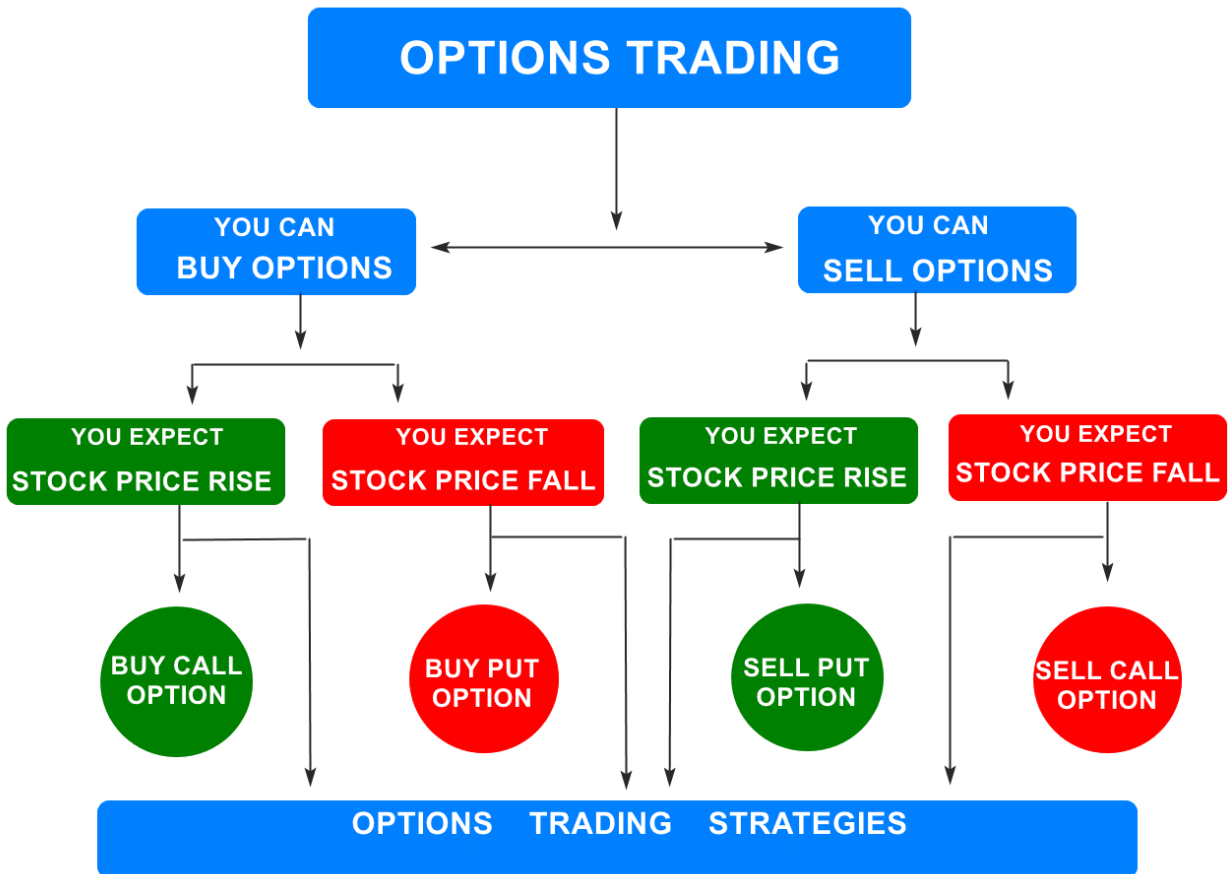 OPTIONS TRADING
YOU CAN
BUY OPTIONS
YOU CAN
SELL OPTIONS
YOU EXPECT
STOCK PRICE RISE
YOU EXPECT
STOCK PRICE FALL
YOU EXPECT
STOCK PRICE RISE
YOU EXPECT
STOCK PRICE FALL
BUY CALL
OPTION
BUY PUT
OPTION
SELL PUT
OPTION
SELL CALL
OPTION
OPTIONS TRADING STRATEGIES